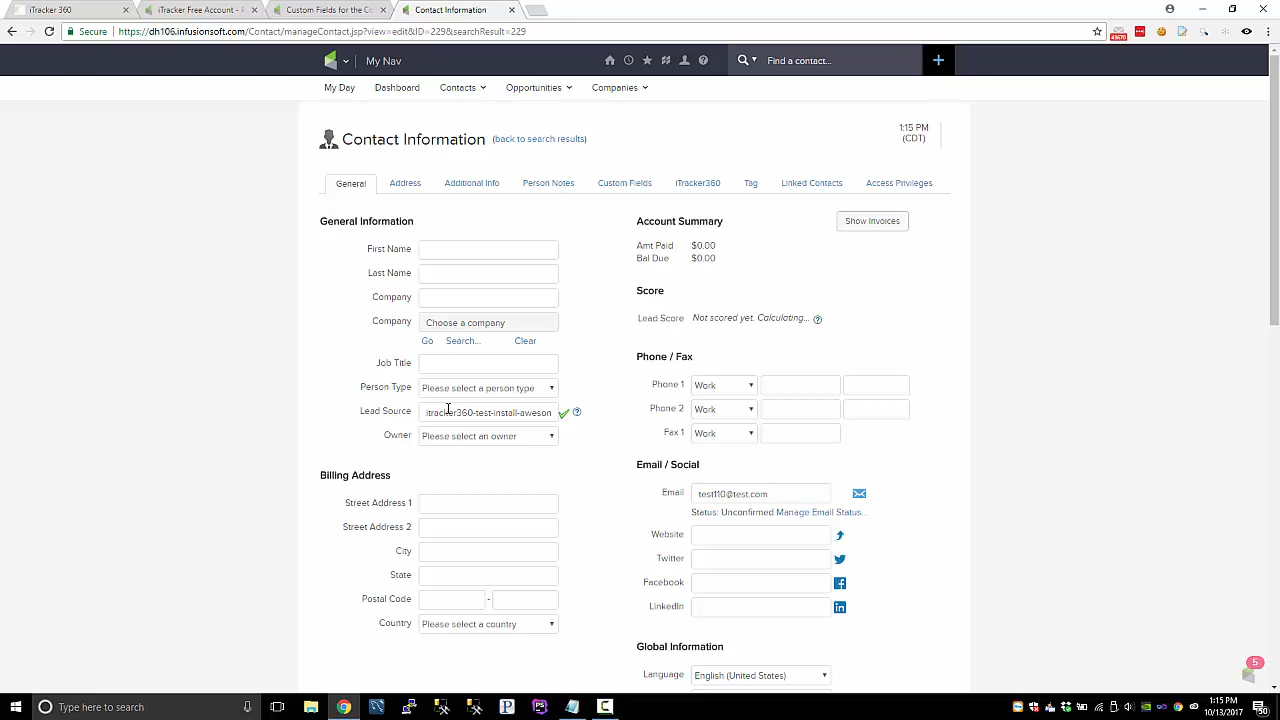 iTracker 360
iTracker Free Account - i
Custom Fields for the Co
Contact Information
Secure https://dh106.infusionsoft.com/Contact/manageContact.jsp?view=edit&ID=2
&searchResult=229
43670
My Nav
Find a contact...
My Day Dashboard Contacts Opportunities Companies
Contact Information (back to search results)
1:15 PM
(CDT)
General Address Additional Info Person Notes Custom Fields iTracker360 Tag Linked Contacts Access Privileges
General Information
First Name
Last Name
Company
Company Choose a company
Go Search... Clear
Job Title
Person Type Please select a person type
Lead Source itracker360-test-install-aweson
Owner Please select an owner
Billing Address
Street Address 1
Street Address 2
City
State
Postal Code -
Country Please select a country
Account Summary Show Invoices
Amt Paid $0.00
Bal Due $0.00
Score
Lead Score Not scored yet. Calculating...
Phone / Fax
Phone 1 Work
Phone 2 Work
Fax 1 Work
Email / Social
Email test110@test.com
Status: Unconfirmed Manage Email Status...
Website
Twitter
Facebook
LinkedIn
Global Information
Language English (United States)
5
Type here to search
1:15 PM
10/13/2017